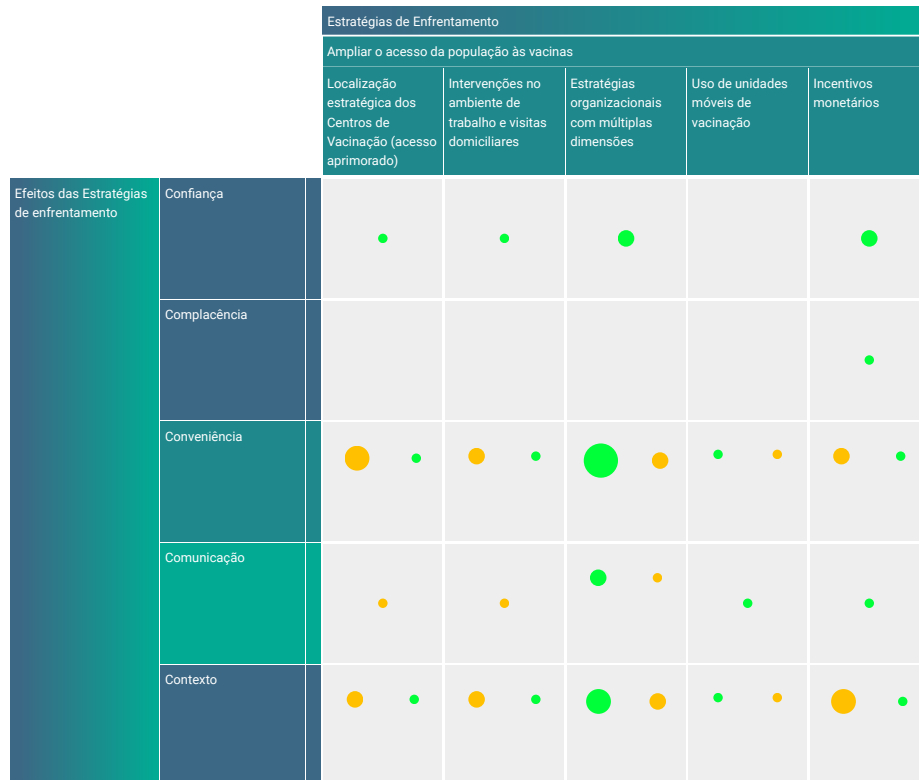 Estratégias de Enfrentamento
Ampliar o acesso da população às vacinas
Localização
estratégica dos
Centros de
Vacinação (acesso
aprimorado)
Intervenções no
ambiente de
trabalho e visitas
domiciliares
Estratégias
organizacionais
com múltiplas
dimensões
Uso de unidades
móveis de
vacinação
Incentivos
monetários
Efeitos das Estratégias
de enfrentamento
Confiança
Complacência
Conveniência
Comunicação
Contexto